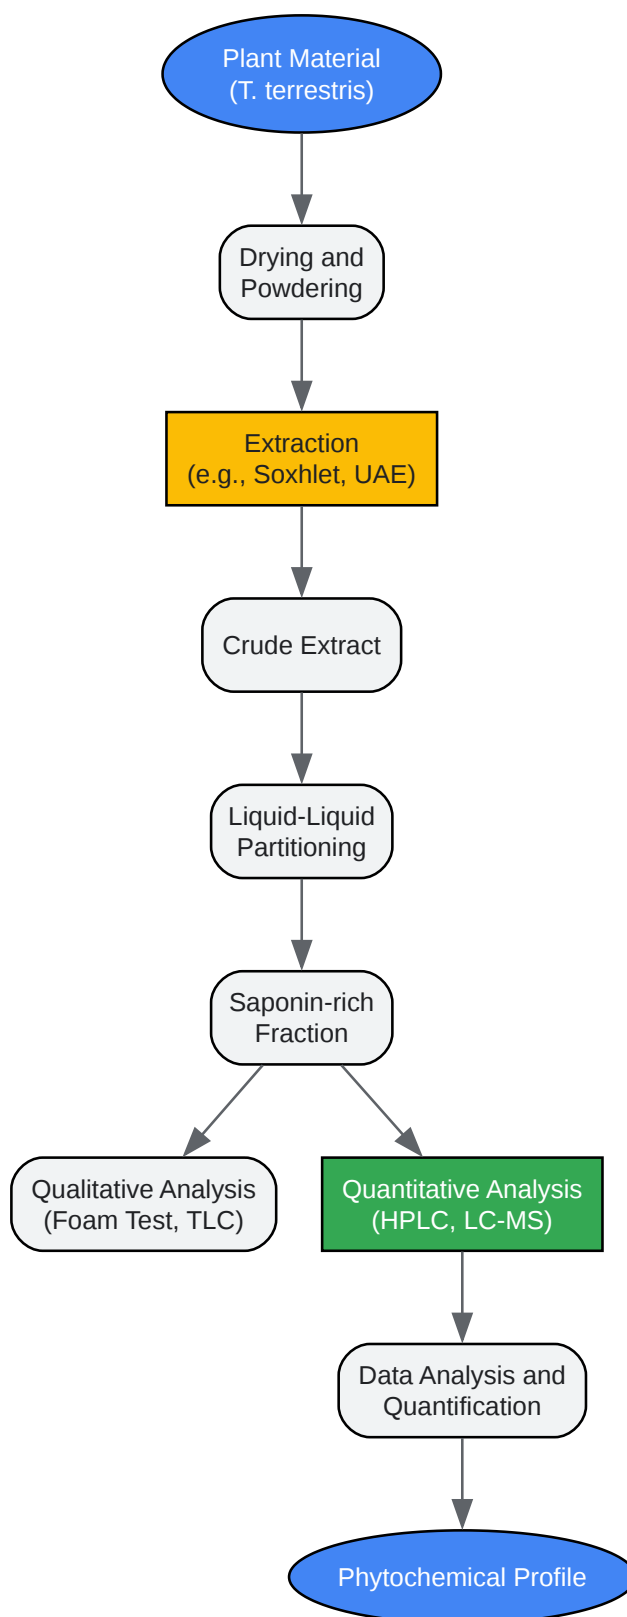 Plant Material
(T. terrestris)
Drying and
Powdering
Extraction
(e.g., Soxhlet, UAE)
Crude Extract
Liquid-Liquid
Partitioning
Saponin-rich
Fraction
Qualitative Analysis
(Foam Test, TLC)
Quantitative Analysis
(HPLC, LC-MS)
Data Analysis and
Quantification
Phytochemical Profile